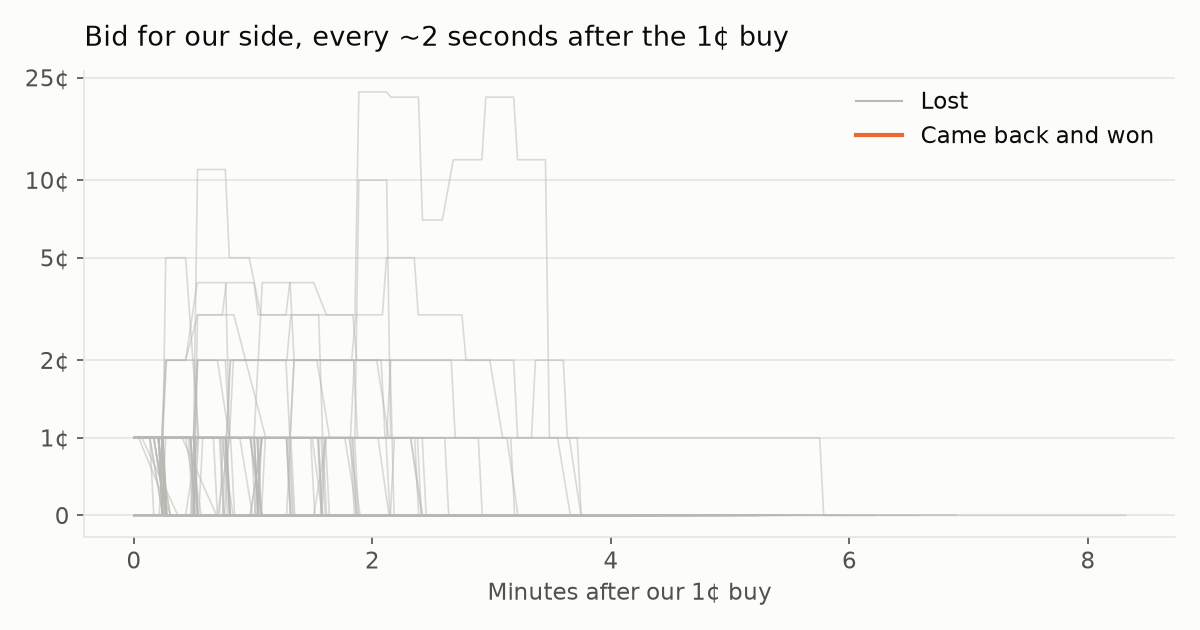 Bid for our side, every ~2 seconds after the 1¢ buy
25¢
Lost
Came back and won
10¢
5¢
2¢
1¢
0
0 2 4 6 8
Minutes after our 1¢ buy